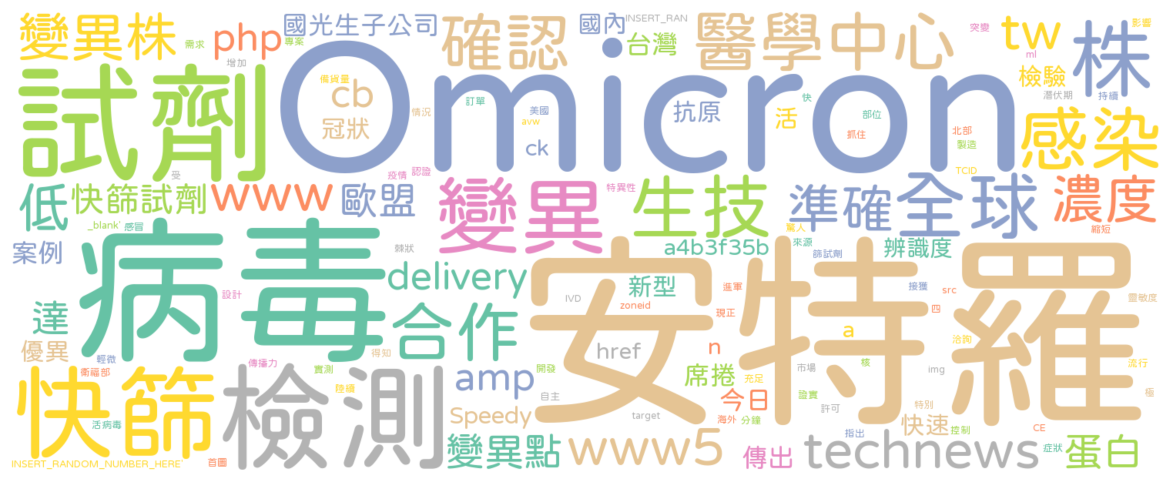 變異株
需求
php
專案
增加
國光生子公司
確認
國內
INSERT_RAN
台灣
醫學中心
突變
tw
ml
影響
株
試劑
Omicron
備貨量
cb
冠狀
情況
訂單
美國
avw
ck
抗原
活
快
部位
抓住
檢驗
潛伏期
持續
北部
製造
TCID
感染
受
疫情
認證
低
快篩試劑
www
歐盟
變異
特異性
生技
準確
全球
濃度
縮短
_blank'
感冒
案例
病毒
棘狀
設計
delivery
a4b3f35b
驚人
來源
篩試劑
辨識度
新型
IVD
zoneid
進軍
現正
接獲
src
四
靈敏度
安特羅
達
優異
輕微
衛福部
傳播力
得知
合作
href
n
a
洽詢
流行
快篩
檢測
實測
陸續
amp
開發
自主
target
席捲
今日
充足
市場
核
證實
許可
img
特別
極
Speedy
海外
分鐘
快速
控制
CE
活病毒
變異點
www5
傳出
technews
指出
症狀
蛋白
INSERT_RANDOM_NUMBER_HERE
首圖